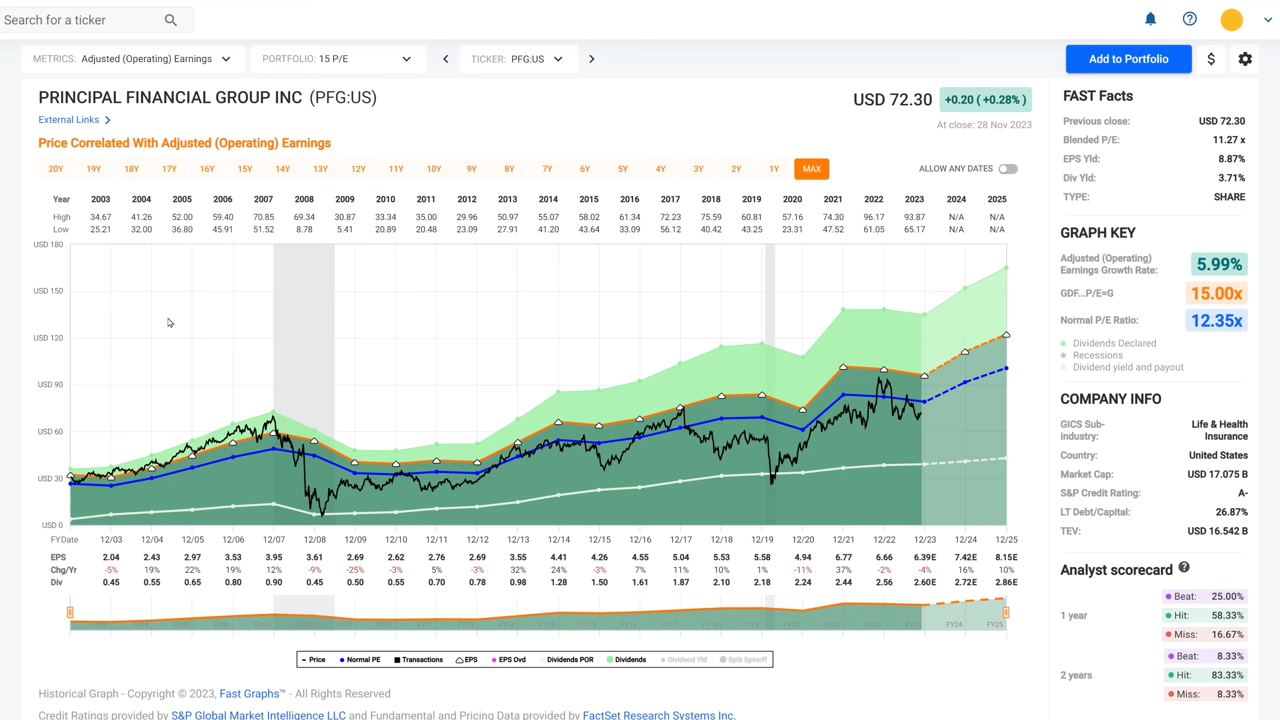 Search for a ticker
METRICS: Adjusted (Operating) Earnings
PORTFOLIO: 15 P/E
TICKER: PFG:US
Add to Portfolio
$
PRINCIPAL FINANCIAL GROUP INC (PFG:US)
USD 72.30 +0.20 ( +0.28% )
External Links
At close: 28 Nov 2023
Price Correlated With Adjusted (Operating) Earnings
20Y 19Y 18Y 17Y 16Y 15Y 14Y 13Y 12Y 11Y 10Y 9Y 8Y 7Y 6Y 5Y 4Y 3Y 2Y 1Y MAX
ALLOW ANY DATES
Year 2003 2004 2005 2006 2007 2008 2009 2010 2011 2012 2013 2014 2015 2016 2017 2018 2019 2020 2021 2022 2023 2024 2025
High 34.67 41.26 52.00 59.40 70.85 69.34 30.87 33.34 35.00 29.96 50.97 55.07 58.02 61.34 72.23 75.59 60.81 57.16 74.30 96.17 93.87 N/A N/A
Low 25.21 32.00 36.80 45.91 51.52 8.78 5.41 20.89 20.48 23.09 27.91 41.20 43.64 33.09 56.12 40.42 43.25 23.31 47.52 61.05 65.17 N/A N/A
USD 180
USD 150
USD 120
USD 90
USD 60
USD 30
USD 0
FYDate 12/03 12/04 12/05 12/06 12/07 12/08 12/09 12/10 12/11 12/12 12/13 12/14 12/15 12/16 12/17 12/18 12/19 12/20 12/21 12/22 12/23 12/24 12/25
EPS 2.04 2.43 2.97 3.53 3.95 3.61 2.69 2.62 2.76 2.69 3.55 4.41 4.26 4.55 5.04 5.53 5.58 4.94 6.77 6.66 6.39E 7.42E 8.15E
Chg/Yr -5% 19% 22% 19% 12% -9% -25% -3% 5% -3% 32% 24% -3% 7% 11% 10% 1% -11% 37% -2% -4% 16% 10%
Div 0.45 0.55 0.65 0.80 0.90 0.45 0.50 0.55 0.70 0.78 0.98 1.28 1.50 1.61 1.87 2.10 2.18 2.24 2.44 2.56 2.60E 2.72E 2.86E
FY24 FY25
Price Normal PE Transactions EPS EPS Ovd Dividends POR Dividends Dividend Yld Split Spinoff
Historical Graph - Copyright © 2023, Fast Graphs™ - All Rights Reserved
Credit Ratings provided by S&P Global Market Intelligence LLC and Fundamental and Pricing Data provided by FactSet Research Systems Inc.
FAST Facts
Previous close: USD 72.30
Blended P/E: 11.27 x
EPS Yld: 8.87%
Div Yld: 3.71%
TYPE: SHARE
GRAPH KEY
Adjusted (Operating)
Earnings Growth Rate: 5.99%
GDF...P/E=G 15.00x
Normal P/E Ratio: 12.35x
Dividends Declared
Recessions
Dividend yield and payout
COMPANY INFO
GICS Sub- Life & Health
industry: Insurance
Country: United States
Market Cap: USD 17.075 B
S&P Credit Rating: A-
LT Debt/Capital: 26.87%
TEV: USD 16.542 B
Analyst scorecard
1 year
Beat: 25.00%
Hit: 58.33%
Miss: 16.67%
2 years
Beat: 8.33%
Hit: 83.33%
Miss: 8.33%